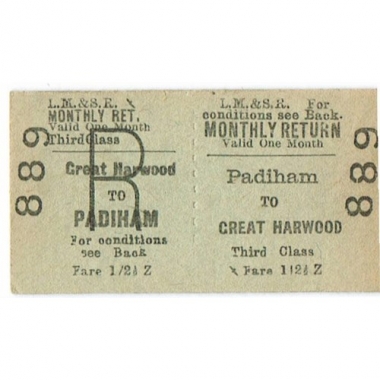 889
L.M.&S.R.
MONTHLY RET.
Valid One Month
Third Class
Great Harwood
TO
PADIHAM
For conditions
see Back
Fare 1/2½ Z
R
L.M.&S.R. For
conditions see Back.
MONTHLY RETURN
Valid One Month
Padiham
TO
GREAT HARWOOD
Third Class
Fare 1/2½ Z
889